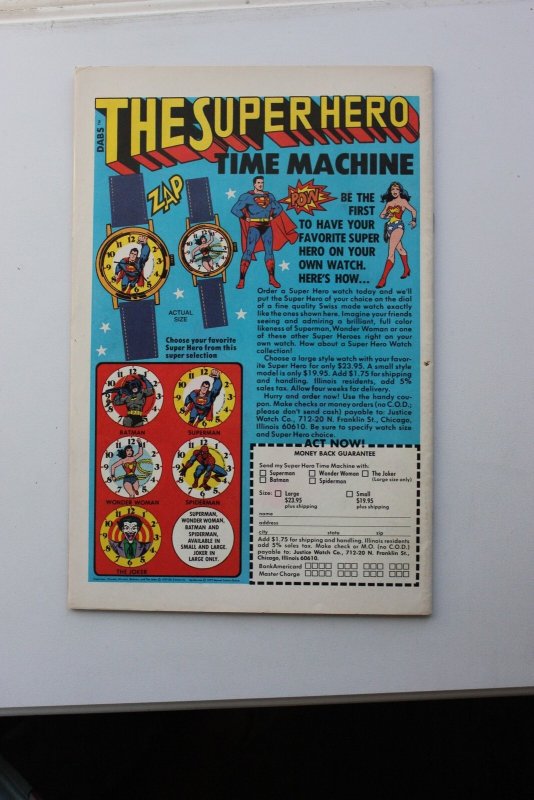 DABS 2
THE SUPER HERO
TIME MACHINE
ZAP
POW
BE THE
FIRST
TO HAVE YOUR
FAVORITE SUPER
HERO ON YOUR
OWN WATCH.
HERE'S HOW...
ACTUAL
SIZE
Choose your favorite
Super Hero from this
super selection
Order a Super Hero watch today and we'll
put the Super Hero of your choice on the dial
of a fine quality Swiss made watch exactly
like the ones shown here. Imagine your friends
seeing and admiring a brilliant, full color
likeness of Superman, Wonder Woman or one
of these other Super Heroes right on your
own watch. How about a Super Hero Watch
collection!
Choose a large style watch with your favor-
ite Super Hero for only $23.95. A small style
model is only $19.95. Add $1.75 for shipping
and handling. Illinois residents, add 5%
sales tax. Allow four weeks for delivery.
Hurry and order now! Use the handy cou-
pon. Make checks or money orders (no C.O.D.;
please don't send cash) payable to: Justice
Watch Co., 712-20 N. Franklin St., Chicago,
Illinois 60610. Be sure to specify watch size
and Super Hero choice.
BATMAN
SUPERMAN
WONDER WOMAN
SPIDERMAN
THE JOKER
SUPERMAN,
WONDER WOMAN,
BATMAN AND
SPIDERMAN,
AVAILABLE IN
SMALL AND LARGE.
JOKER IN
LARGE ONLY.
ACT NOW!
MONEY BACK GUARANTEE
Send my Super Hero Time Machine with:
Superman Wonder Woman The Joker
Batman Spiderman (Large size only)
Size: Large Small
$23.95 $19.95
plus shipping plus shipping
name
address
city state zip
Add $1.75 for shipping and handling. Illinois residents
add 5% sales tax. Make check or M.O. (no C.O.D.)
payable to: Justice Watch Co., 712-20 N. Franklin St.,
Chicago, Illinois 60610.
BankAmericard
Master Charge